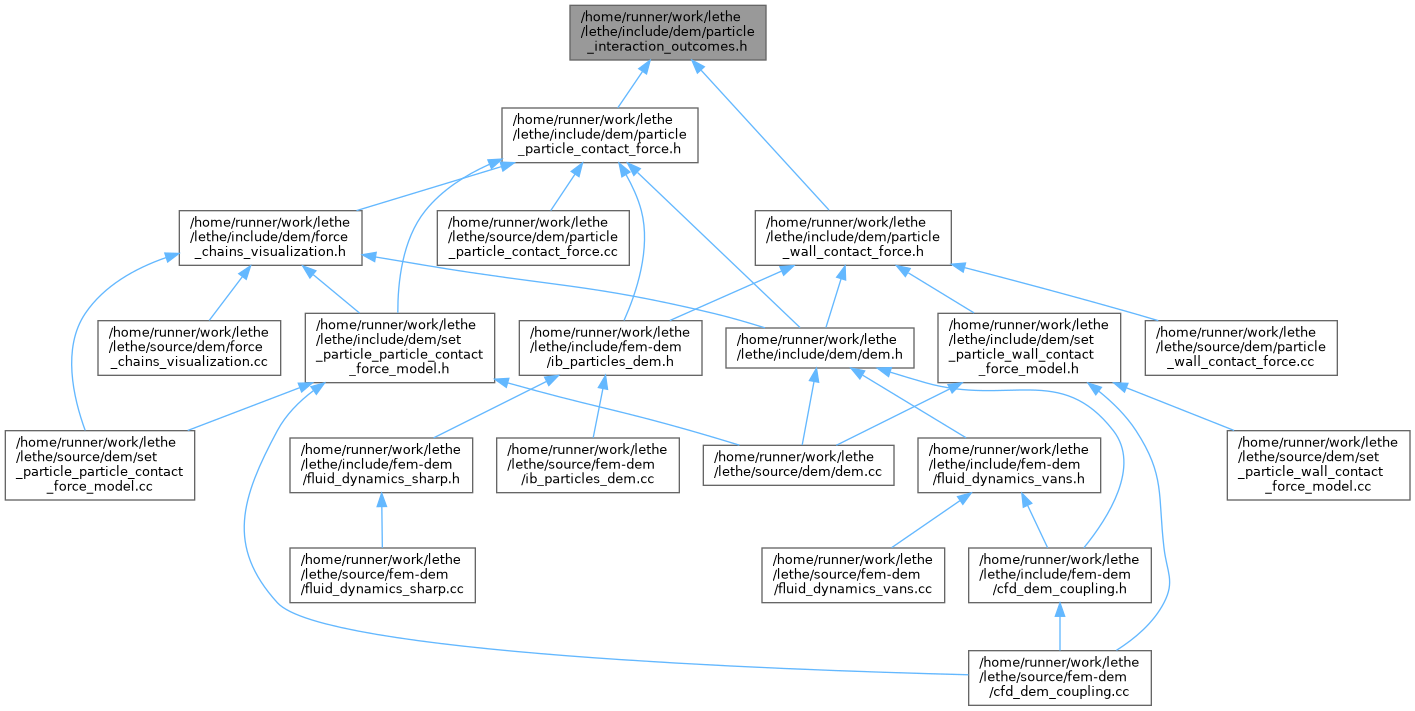 /home/runner/work/lethe
/lethe/include/dem/particle
_interaction_outcomes.h
/home/runner/work/lethe
/lethe/include/dem/particle
_particle_contact_force.h
/home/runner/work/lethe
/lethe/include/dem/force
_chains_visualization.h
/home/runner/work/lethe
/lethe/source/dem/particle
_particle_contact_force.cc
/home/runner/work/lethe
/lethe/include/dem/particle
_wall_contact_force.h
/home/runner/work/lethe
/lethe/source/dem/force
_chains_visualization.cc
/home/runner/work/lethe
/lethe/include/dem/set
_particle_particle_contact
_force_model.h
/home/runner/work/lethe
/lethe/include/fem-dem
/ib_particles_dem.h
/home/runner/work/lethe
/lethe/include/dem/dem.h
/home/runner/work/lethe
/lethe/include/dem/set
_particle_wall_contact
_force_model.h
/home/runner/work/lethe
/lethe/source/dem/particle
_wall_contact_force.cc
/home/runner/work/lethe
/lethe/source/dem/set
_particle_particle_contact
_force_model.cc
/home/runner/work/lethe
/lethe/include/fem-dem
/fluid_dynamics_sharp.h
/home/runner/work/lethe
/lethe/source/fem-dem
/ib_particles_dem.cc
/home/runner/work/lethe
/lethe/source/dem/dem.cc
/home/runner/work/lethe
/lethe/include/fem-dem
/fluid_dynamics_vans.h
/home/runner/work/lethe
/lethe/source/dem/set
_particle_wall_contact
_force_model.cc
/home/runner/work/lethe
/lethe/source/fem-dem
/fluid_dynamics_sharp.cc
/home/runner/work/lethe
/lethe/source/fem-dem
/fluid_dynamics_vans.cc
/home/runner/work/lethe
/lethe/include/fem-dem
/cfd_dem_coupling.h
/home/runner/work/lethe
/lethe/source/fem-dem
/cfd_dem_coupling.cc